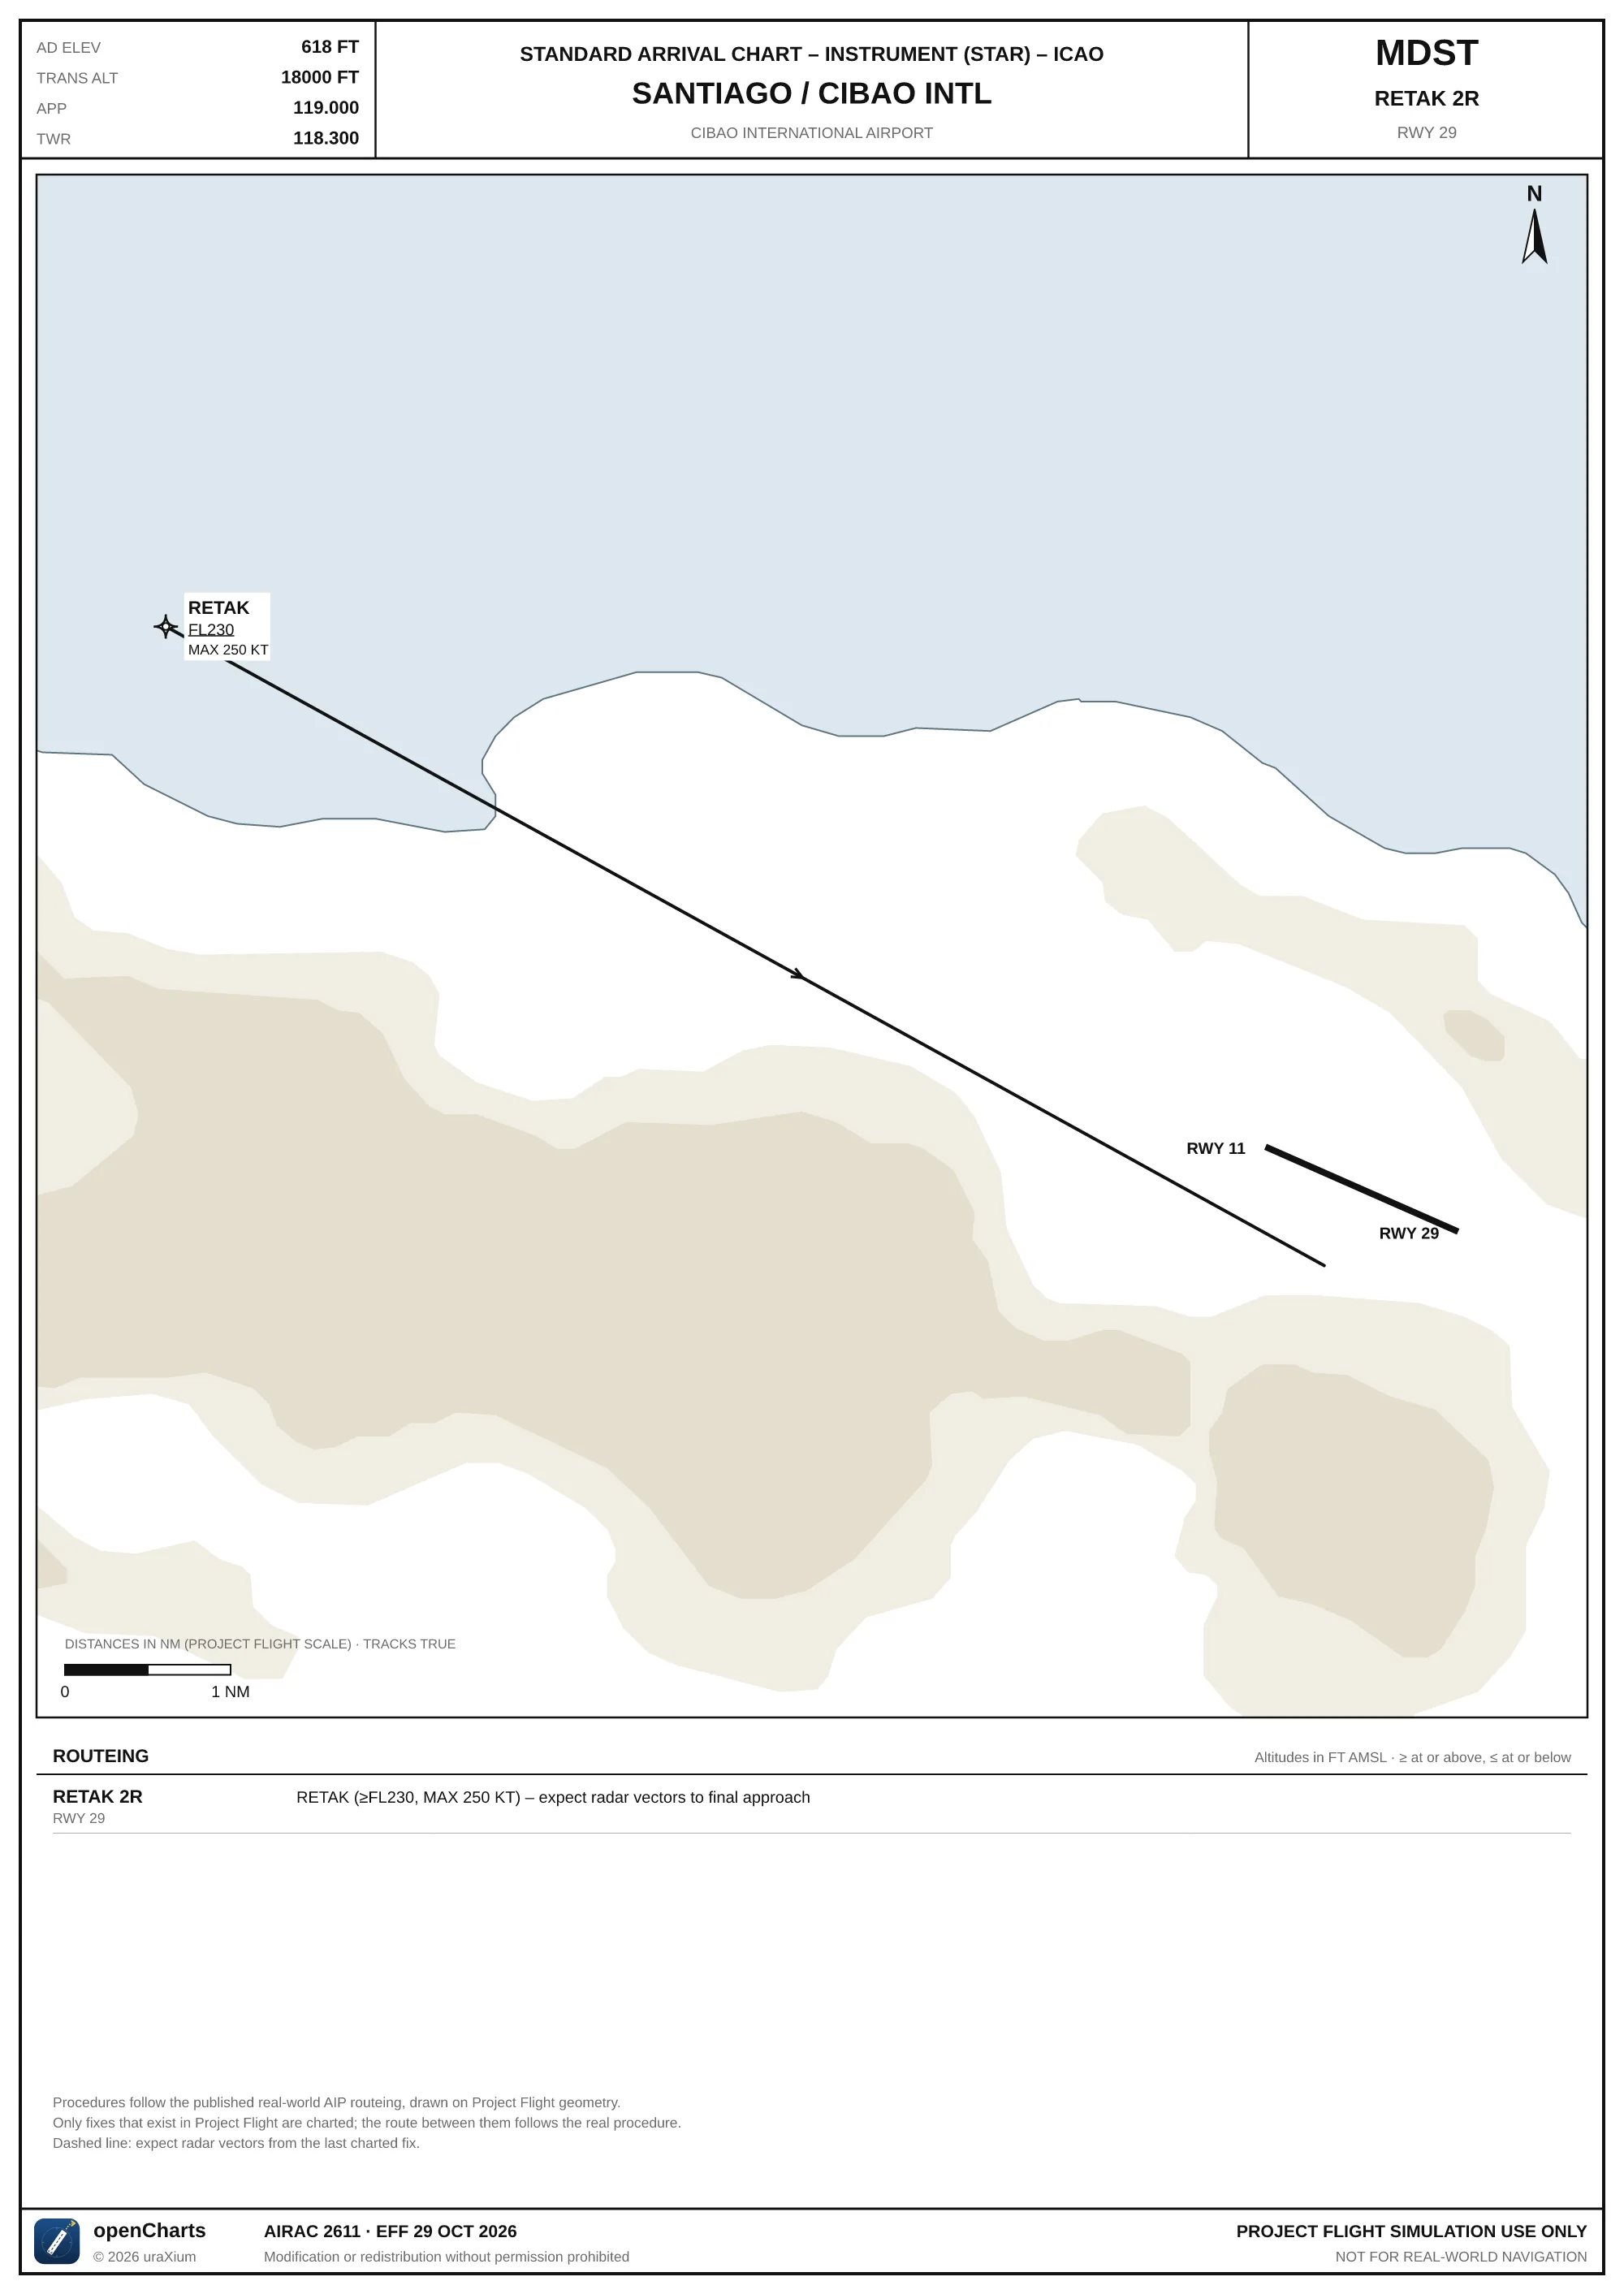 AD ELEV 618 FT
TRANS ALT 18000 FT
APP 119.000
TWR 118.300
STANDARD ARRIVAL CHART – INSTRUMENT (STAR) – ICAO
SANTIAGO / CIBAO INTL
CIBAO INTERNATIONAL AIRPORT
MDST
RETAK 2R
RWY 29
N
RETAK
FL230
MAX 250 KT
RWY 11
RWY 29
DISTANCES IN NM (PROJECT FLIGHT SCALE) · TRACKS TRUE
0 1 NM
ROUTEING Altitudes in FT AMSL · ≥ at or above, ≤ at or below
RETAK 2R RETAK (≥FL230, MAX 250 KT) – expect radar vectors to final approach
RWY 29
Procedures follow the published real-world AIP routeing, drawn on Project Flight geometry.
Only fixes that exist in Project Flight are charted; the route between them follows the real procedure.
Dashed line: expect radar vectors from the last charted fix.
openCharts AIRAC 2611 · EFF 29 OCT 2026 PROJECT FLIGHT SIMULATION USE ONLY
© 2026 uraXium Modification or redistribution without permission prohibited NOT FOR REAL-WORLD NAVIGATION